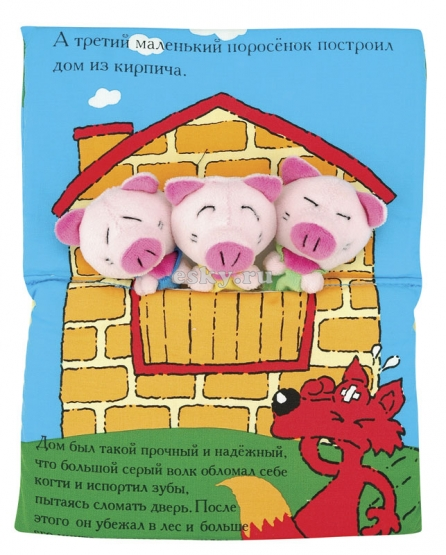 А третий маленький поросёнок построил
дом из кирпича.
esky.ru
Дом был такой прочный и надёжный,
что большой серый волк обломал себе
когти и испортил зубы,
пытаясь сломать дверь. После
этого он убежал в лес и больше